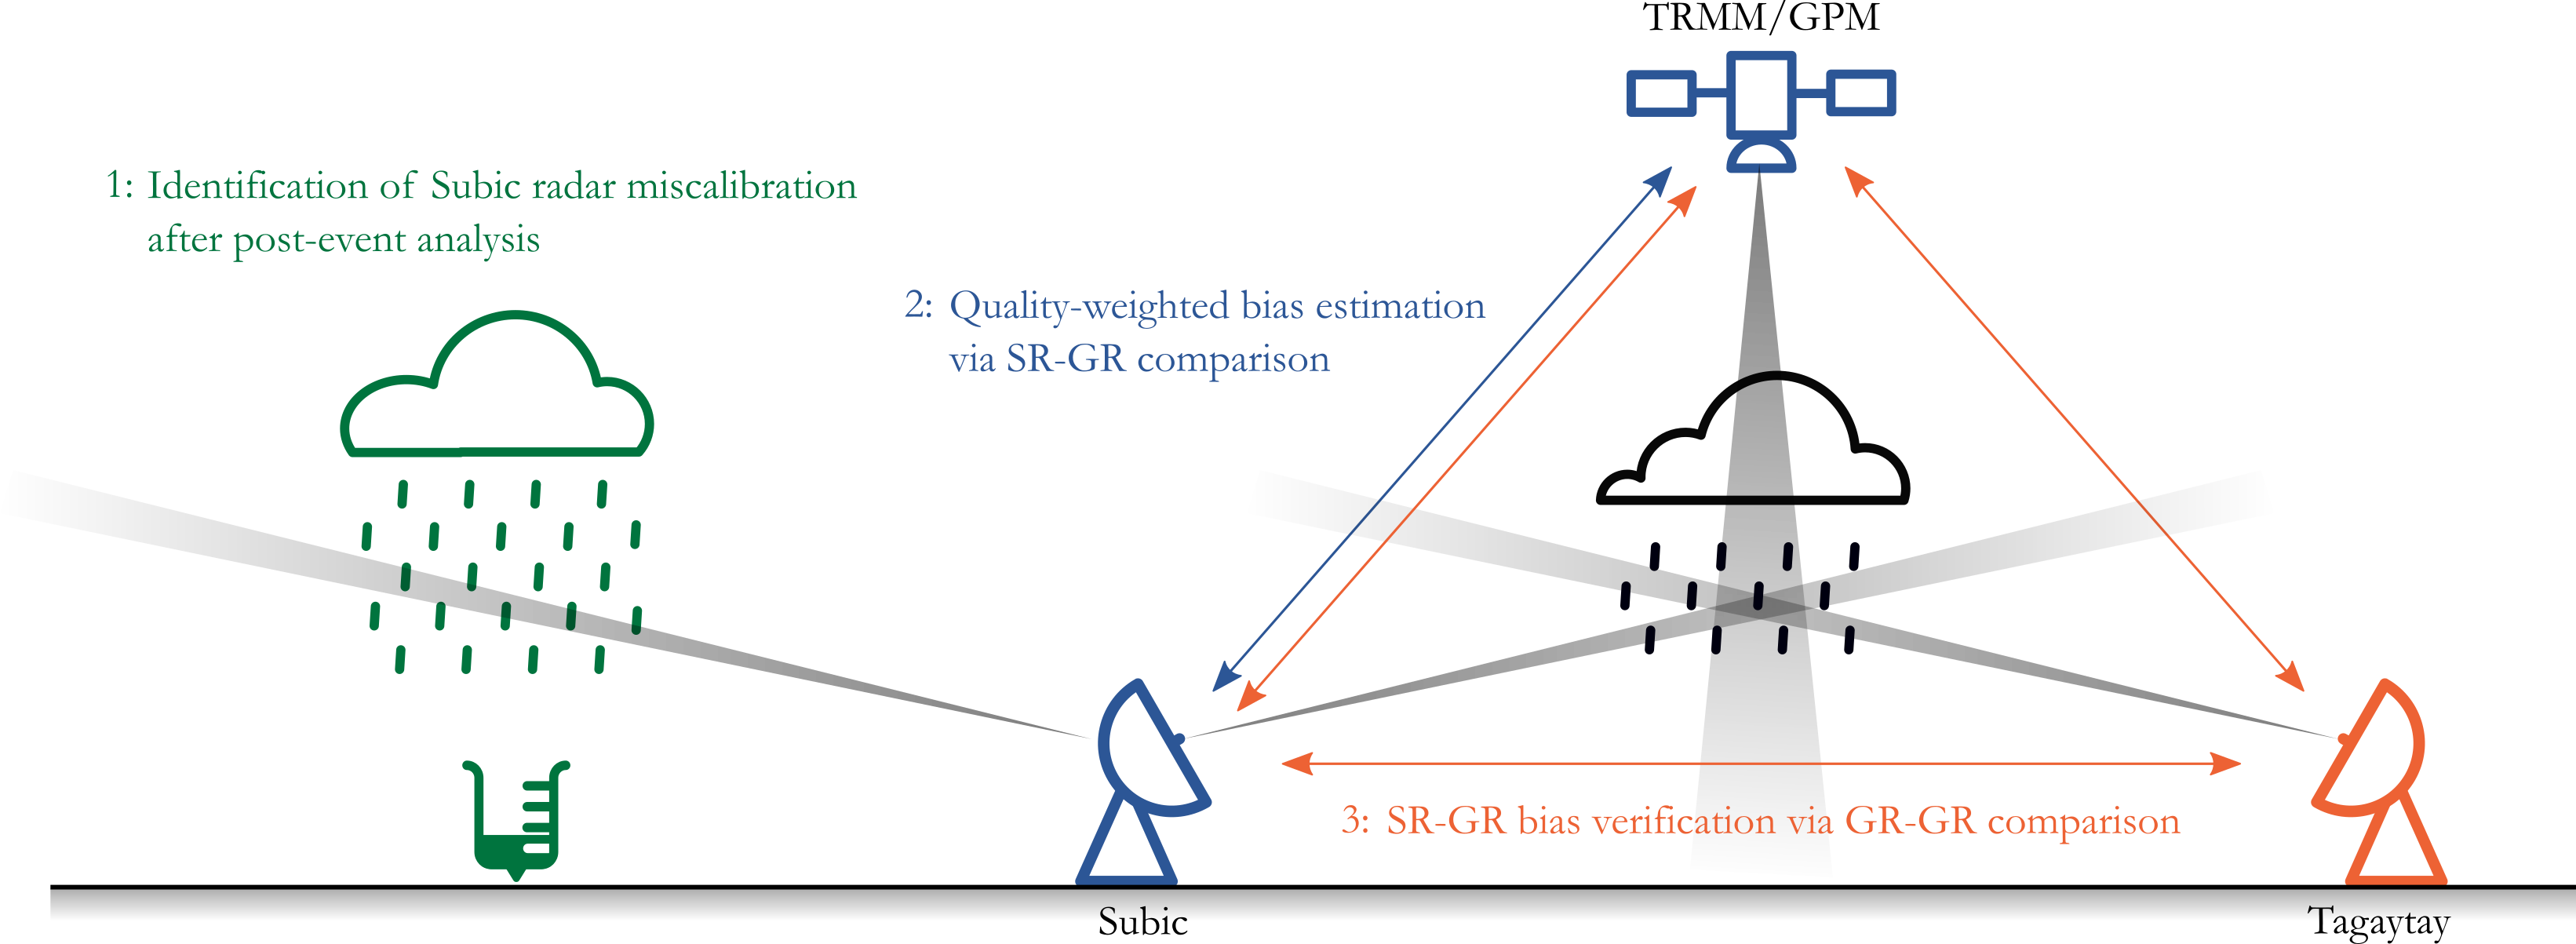 TRMM/GPM
1: Identification of Subic radar miscalibration
after post-event analysis
2: Quality-weighted bias estimation
via SR-GR comparison
3: SR-GR bias verification via GR-GR comparison
Subic
Tagaytay